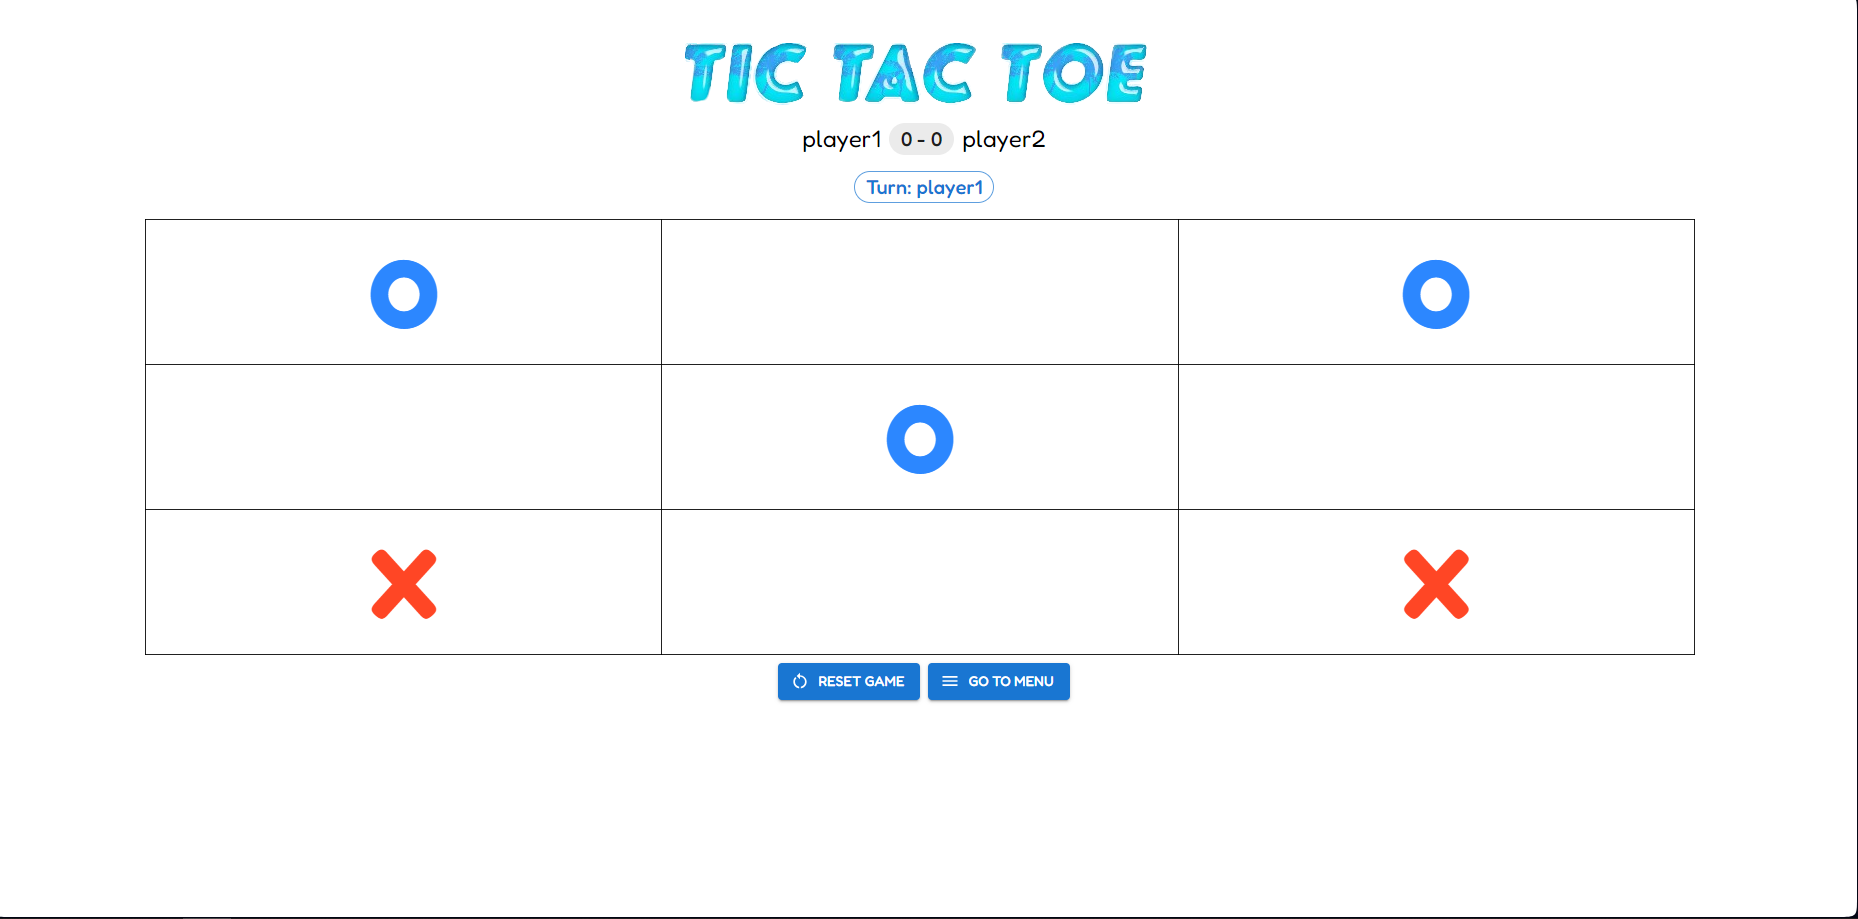 TIC TAC TOE
player1 0 - 0 player2
Turn: player1
RESET GAME GO TO MENU